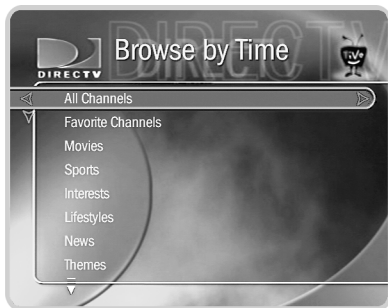 DIRECTV
Browse by Time
DIRECTV
TiVo
All Channels
Favorite Channels
Movies
Sports
Interests
Lifestyles
News
Themes